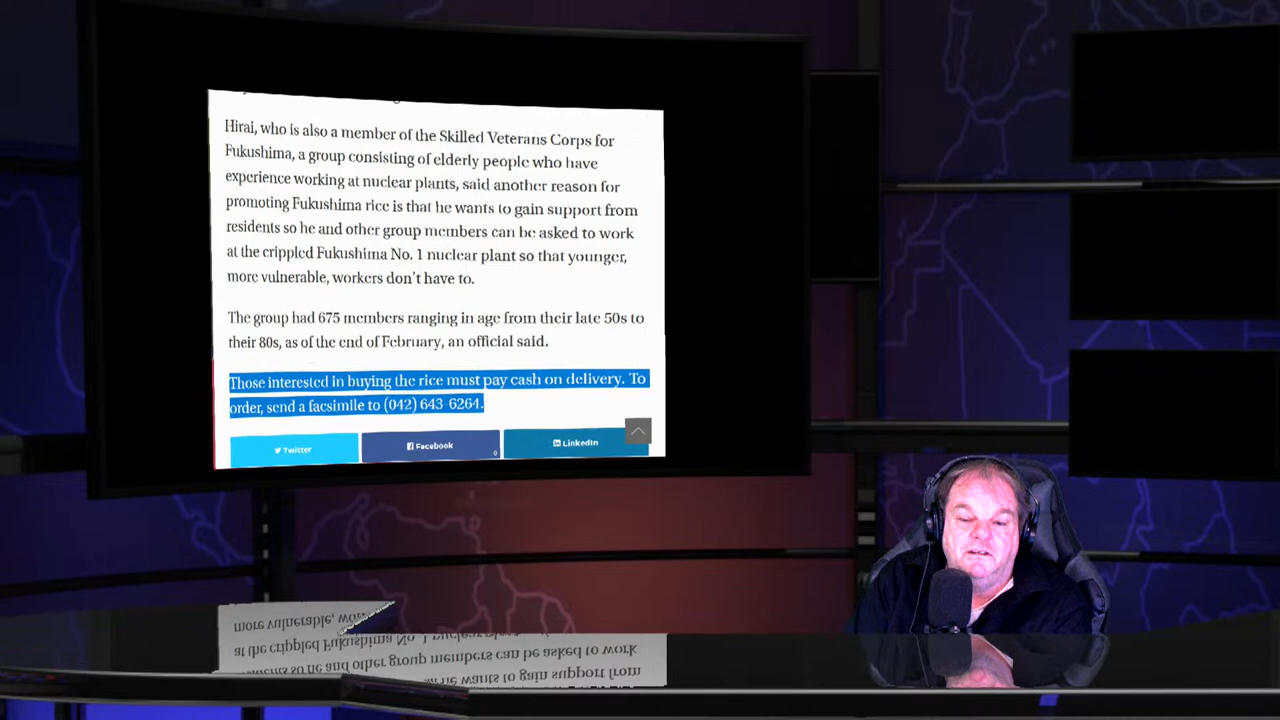 Hirai, who is also a member of the Skilled Veterans Corps for
Fukushima, a group consisting of elderly people who have
experience working at nuclear plants, said another reason for
promoting Fukushima rice is that he wants to gain support from
residents so he and other group members can be asked to work
at the crippled Fukushima No. 1 nuclear plant so that younger,
more vulnerable, workers don't have to.
The group had 675 members ranging in age from their late 50s to
their 80s, as of the end of February, an official said.
Those interested in buying the rice must pay cash on delivery. To
order, send a facsimile to (042) 643-6264.
Twitter
Facebook
0
LinkedIn